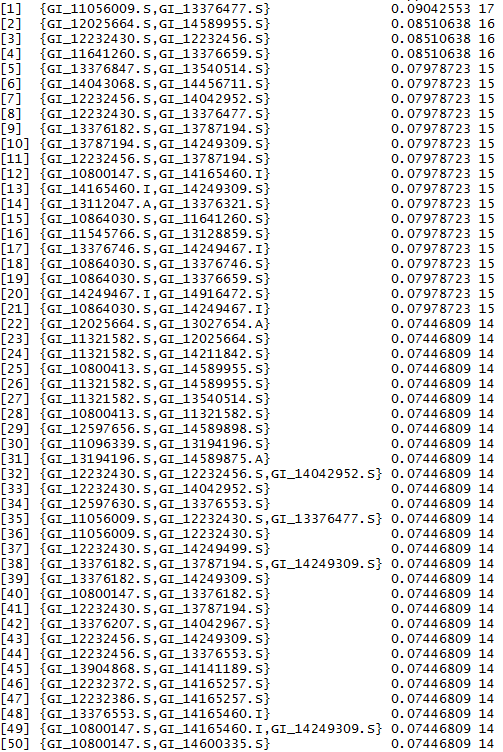 [1] {GI_11056009.S,GI_13376477.S} 0.09042553 17
[2] {GI_12025664.S,GI_14589955.S} 0.08510638 16
[3] {GI_12232430.S,GI_12232456.S} 0.08510638 16
[4] {GI_11641260.S,GI_13376659.S} 0.08510638 16
[5] {GI_13376847.S,GI_13540514.S} 0.07978723 15
[6] {GI_14043068.S,GI_14456711.S} 0.07978723 15
[7] {GI_12232456.S,GI_14042952.S} 0.07978723 15
[8] {GI_12232430.S,GI_13376477.S} 0.07978723 15
[9] {GI_13376182.S,GI_13787194.S} 0.07978723 15
[10] {GI_13787194.S,GI_14249309.S} 0.07978723 15
[11] {GI_12232456.S,GI_13787194.S} 0.07978723 15
[12] {GI_10800147.S,GI_14165460.I} 0.07978723 15
[13] {GI_14165460.I,GI_14249309.S} 0.07978723 15
[14] {GI_13112047.A,GI_13376321.S} 0.07978723 15
[15] {GI_10864030.S,GI_11641260.S} 0.07978723 15
[16] {GI_11545766.S,GI_13128859.S} 0.07978723 15
[17] {GI_13376746.S,GI_14249467.I} 0.07978723 15
[18] {GI_10864030.S,GI_13376746.S} 0.07978723 15
[19] {GI_10864030.S,GI_13376659.S} 0.07978723 15
[20] {GI_14249467.I,GI_14916472.S} 0.07978723 15
[21] {GI_10864030.S,GI_14249467.I} 0.07978723 15
[22] {GI_12025664.S,GI_13027654.A} 0.07446809 14
[23] {GI_11321582.S,GI_12025664.S} 0.07446809 14
[24] {GI_11321582.S,GI_14211842.S} 0.07446809 14
[25] {GI_10800413.S,GI_14589955.S} 0.07446809 14
[26] {GI_11321582.S,GI_14589955.S} 0.07446809 14
[27] {GI_11321582.S,GI_13540514.S} 0.07446809 14
[28] {GI_10800413.S,GI_11321582.S} 0.07446809 14
[29] {GI_12597656.S,GI_14589898.S} 0.07446809 14
[30] {GI_11096339.S,GI_13194196.S} 0.07446809 14
[31] {GI_13194196.S,GI_14589875.A} 0.07446809 14
[32] {GI_12232430.S,GI_12232456.S,GI_14042952.S} 0.07446809 14
[33] {GI_12232430.S,GI_14042952.S} 0.07446809 14
[34] {GI_12597630.S,GI_13376553.S} 0.07446809 14
[35] {GI_11056009.S,GI_12232430.S,GI_13376477.S} 0.07446809 14
[36] {GI_11056009.S,GI_12232430.S} 0.07446809 14
[37] {GI_12232430.S,GI_14249499.S} 0.07446809 14
[38] {GI_13376182.S,GI_13787194.S,GI_14249309.S} 0.07446809 14
[39] {GI_13376182.S,GI_14249309.S} 0.07446809 14
[40] {GI_10800147.S,GI_13376182.S} 0.07446809 14
[41] {GI_12232430.S,GI_13787194.S} 0.07446809 14
[42] {GI_13376207.S,GI_14042967.S} 0.07446809 14
[43] {GI_12232456.S,GI_14249309.S} 0.07446809 14
[44] {GI_12232456.S,GI_13376553.S} 0.07446809 14
[45] {GI_13904868.S,GI_14141189.S} 0.07446809 14
[46] {GI_12232372.S,GI_14165257.S} 0.07446809 14
[47] {GI_12232386.S,GI_14165257.S} 0.07446809 14
[48] {GI_13376553.S,GI_14165460.I} 0.07446809 14
[49] {GI_10800147.S,GI_14165460.I,GI_14249309.S} 0.07446809 14
[50] {GI_10800147.S,GI_14600335.S} 0.07446809 14